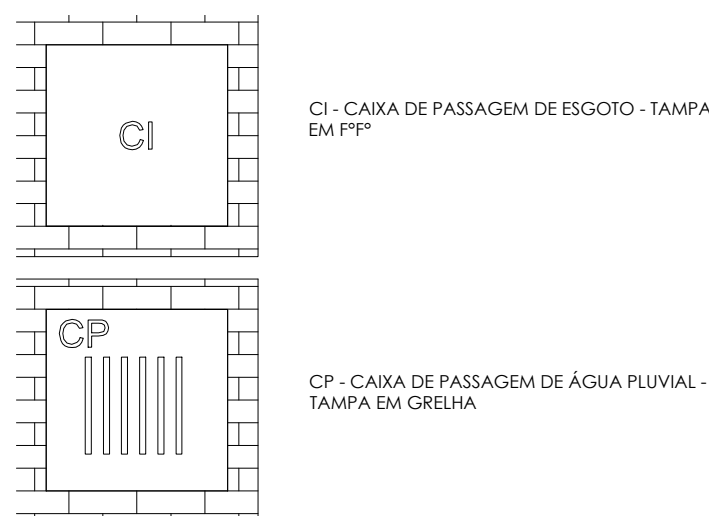 CI
CI - CAIXA DE PASSAGEM DE ESGOTO - TAMPA
EM FºFº
CP
CP - CAIXA DE PASSAGEM DE ÁGUA PLUVIAL -
TAMPA EM GRELHA